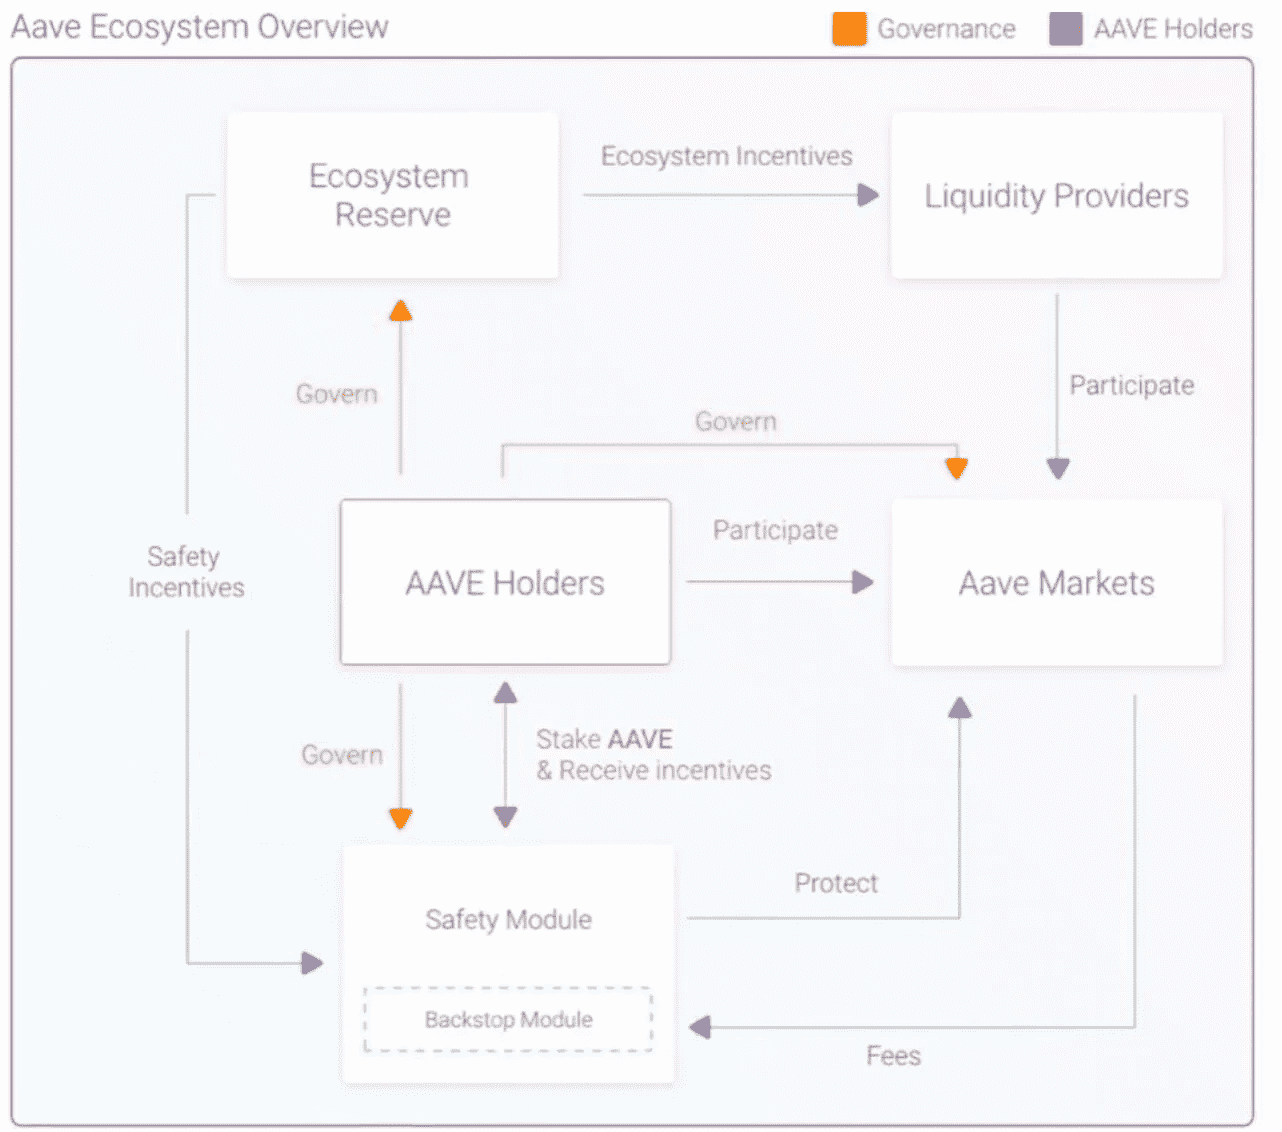 Aave Ecosystem Overview
Governance
AAVE Holders
Ecosystem
Reserve
Ecosystem Incentives
Liquidity Providers
Govern
Participate
Govern
Safety
Incentives
AAVE Holders
Participate
Aave Markets
Govern
Stake AAVE
& Receive incentives
Protect
Safety Module
Backstop Module
Fees